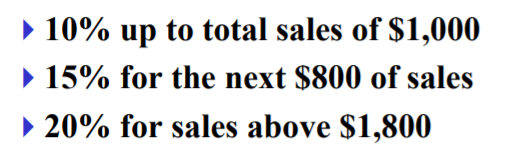 10% up to total sales of $1,000
15% for the next $800 of sales
20% for sales above $1,800